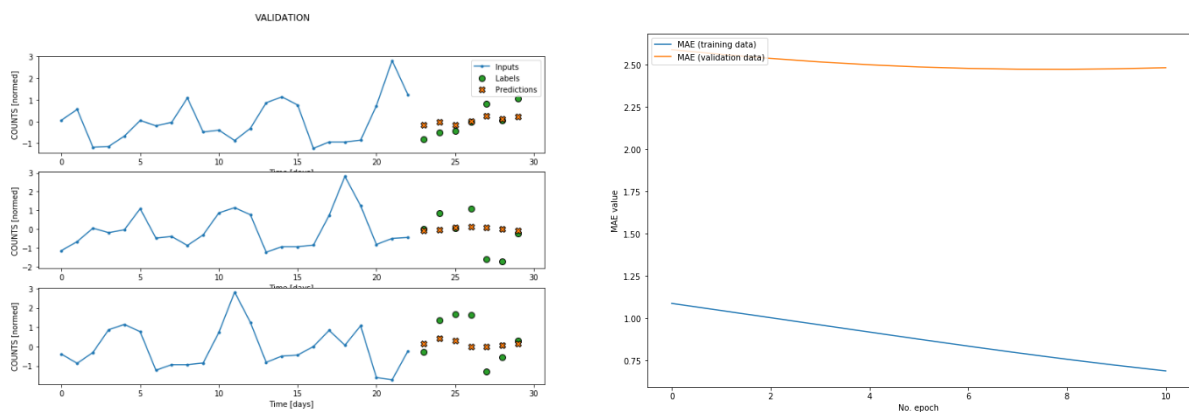 VALIDATION
COUNTS [normed]
3
2
1
0
−1
Inputs
Labels
Predictions
0 5 10 15 20 25 30
Time [days]
COUNTS [normed]
3
2
1
0
−1
−2
0 5 10 15 20 25 30
Time [days]
COUNTS [normed]
3
2
1
0
−1
0 5 10 15 20 25 30
Time [days]
MAE (training data)
MAE (validation data)
MAE value
2.50
2.25
2.00
1.75
1.50
1.25
1.00
0.75
0 2 4 6 8 10
No. epoch